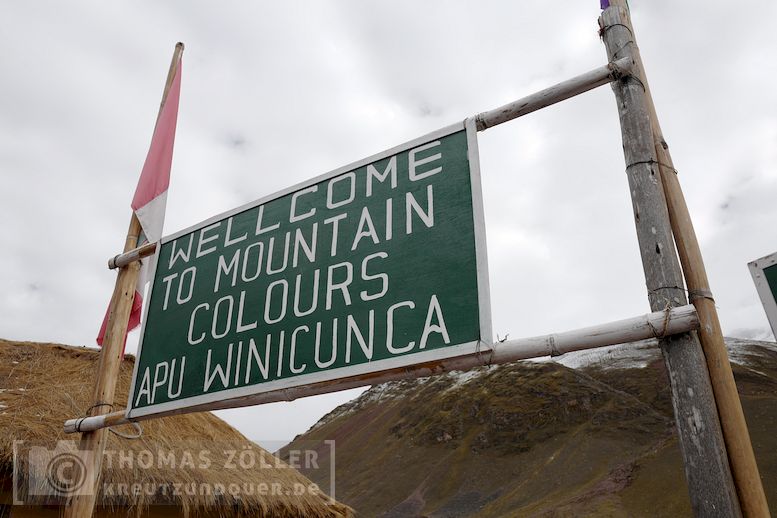 WELLCOME
TO MOUNTAIN
COLOURS
APU WINICUNCA
© THOMAS ZÖLLER
kreutzundquer.de